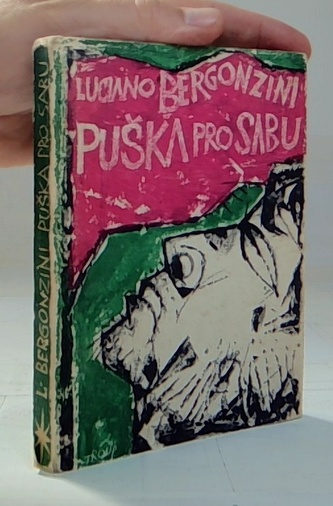 LUCIANO BERGONZINI
PUŠKA PRO SABU
L. BERGONZINI PUŠKA PRO SABU